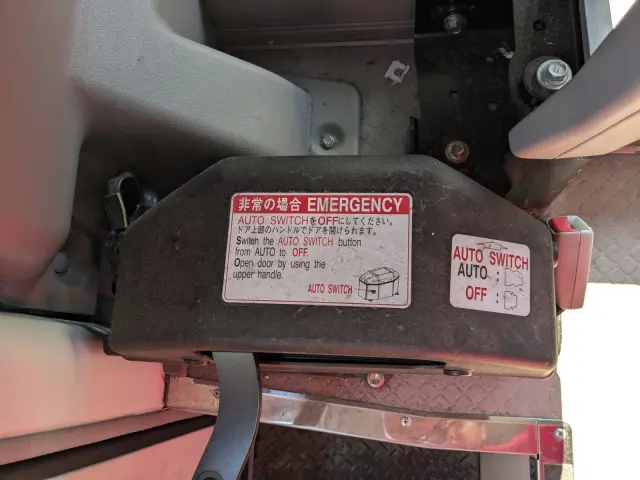 非常の場合 EMERGENCY
AUTO SWITCHをOFFにしてください。
ドア上部のハンドルでドアを開けられます。
Switch the AUTO SWITCH button
from AUTO to OFF.
Open door by using the
upper handle.
AUTO SWITCH
AUTO SWITCH
AUTO :
OFF :